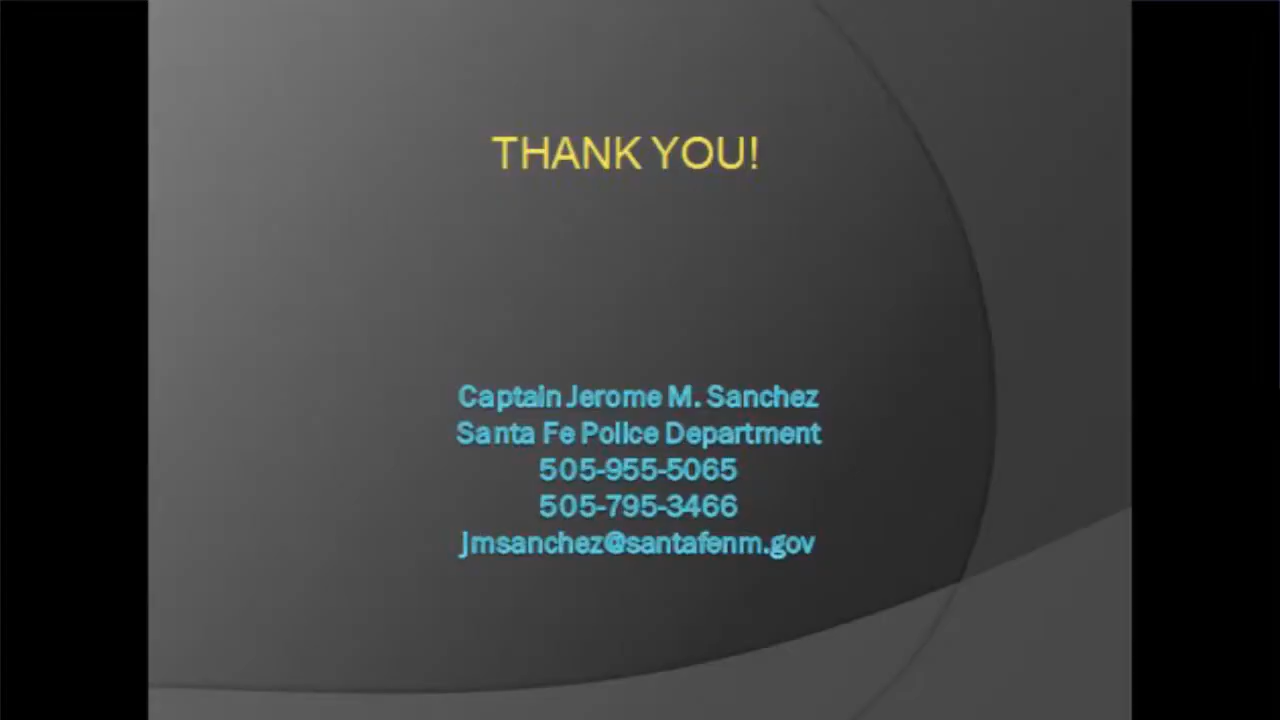 THANK YOU!
Captain Jerome M. Sanchez
Santa Fe Police Department
505-955-5065
505-795-3466
jmsanchez@santafenm.gov